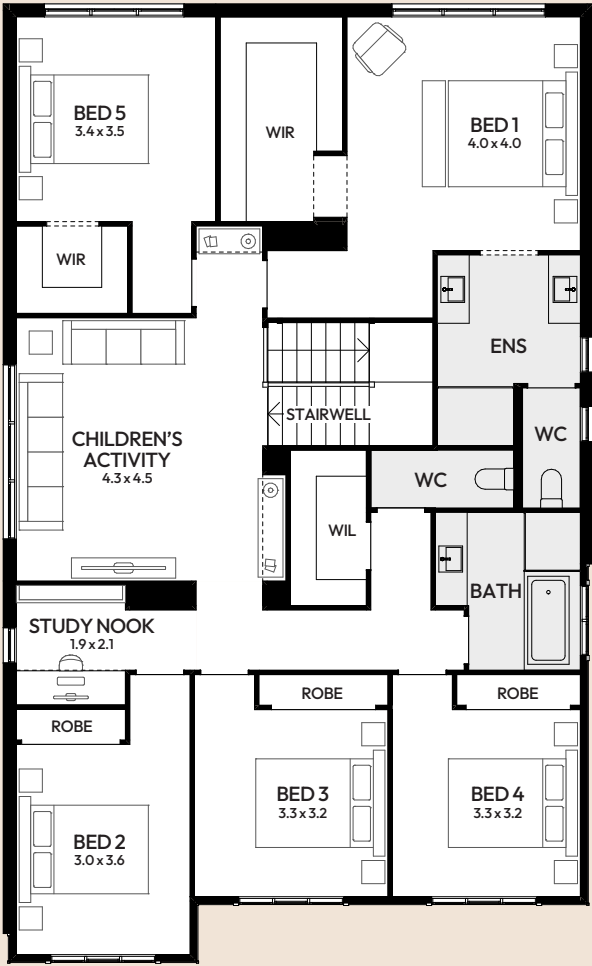 BED 5
3.4 x 3.5
WIR
BED 1
4.0 x 4.0
WIR
ENS
STAIRWELL
WC
CHILDREN'S
ACTIVITY
4.3 x 4.5
WC
WIL
BATH
STUDY NOOK
1.9 x 2.1
ROBE
ROBE
ROBE
BED 3
3.3 x 3.2
BED 4
3.3 x 3.2
BED 2
3.0 x 3.6